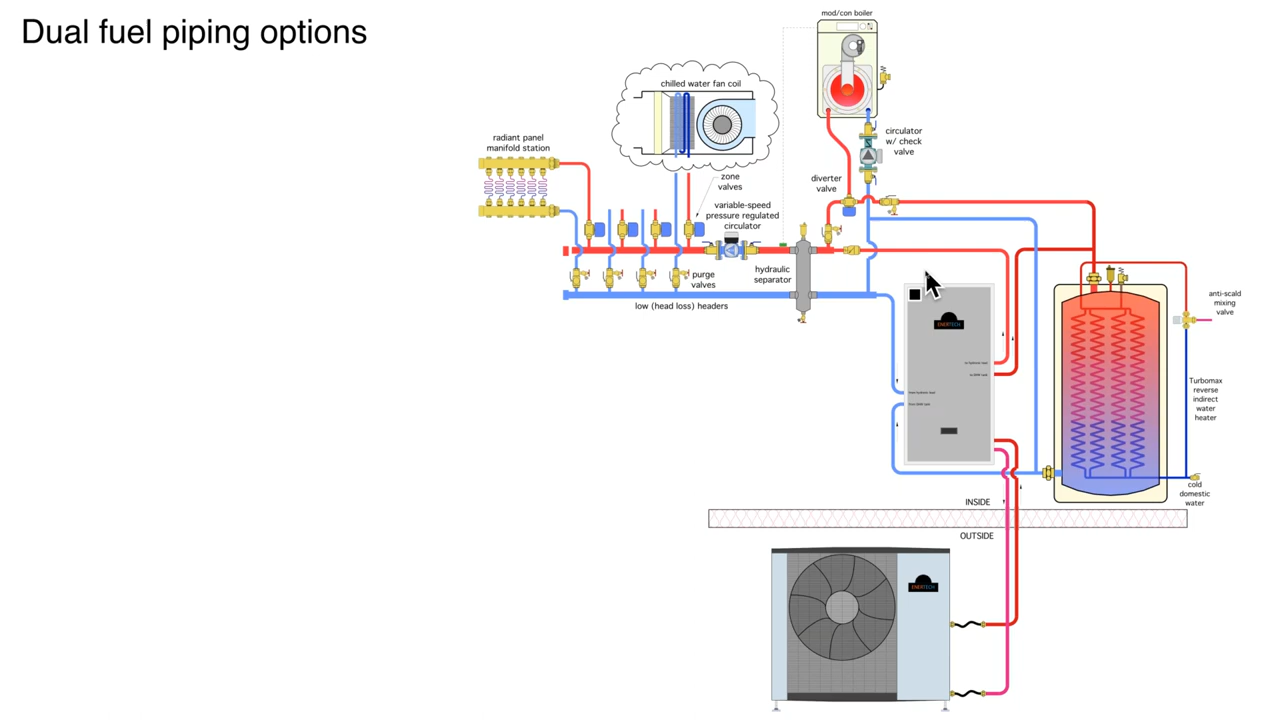 Dual fuel piping options
mod/con boiler
chilled water fan coil
circulator
w/ check
valve
radiant panel
manifold station
zone
valves
diverter
valve
variable-speed
pressure regulated
circulator
hydraulic
separator
purge
valves
low (head loss) headers
anti-scald
mixing
valve
ENERTECH
Turbomax
reverse
indirect
water
heater
cold
domestic
water
INSIDE
OUTSIDE
ENERTECH